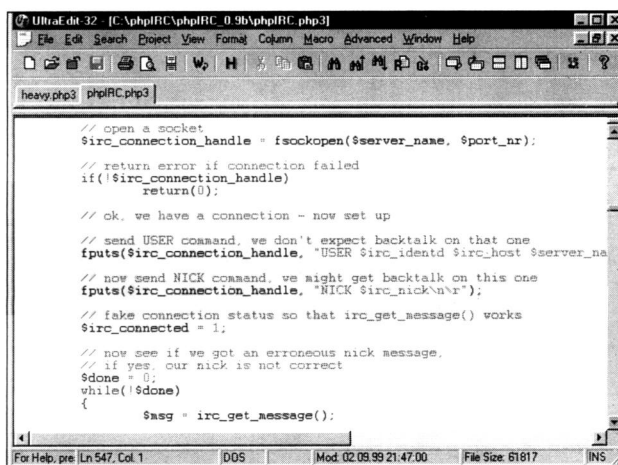 UltraEdit-32 - [C:\phpIRC\phpIRC_0.9b\phpIRC.php3]
File Edit Search Project View Format Column Macro Advanced Window Help
heavy.php3 phpIRC.php3
// open a socket
$irc_connection_handle = fsockopen($server_name, $port_nr);
// return error if connection failed
if(!$irc_connection_handle)
return(0);
// ok, we have a connection - now set up
// send USER command, we don't expect backtalk on that one
fputs($irc_connection_handle, "USER $irc_identd $irc_host $server_na
// now send NICK command, we might get backtalk on this one
fputs($irc_connection_handle, "NICK $irc_nick\n\r");
// fake connection status so that irc_get_message() works
$irc_connected = 1;
// now see if we got an erroneous nick message,
// if yes, our nick is not correct
$done = 0;
while(!$done)
{
$msg = irc_get_message();
For Help, pre Ln 547, Col. 1 DOS Mod: 02.09.99 21:47:00 File Size: 61817 INS